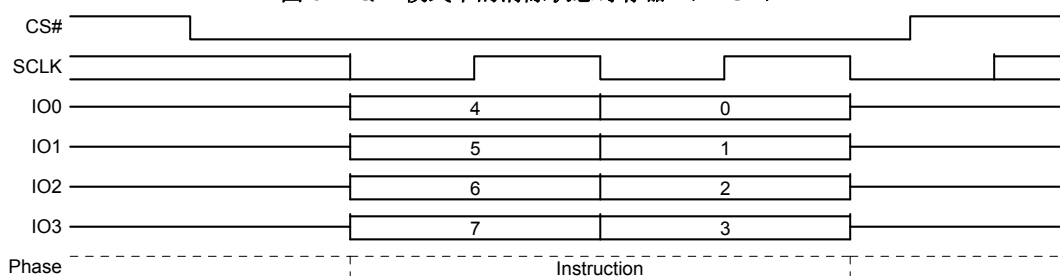 CS#
SCLK
IO0 4 0
IO1 5 1
IO2 6 2
IO3 7 3
Phase Instruction